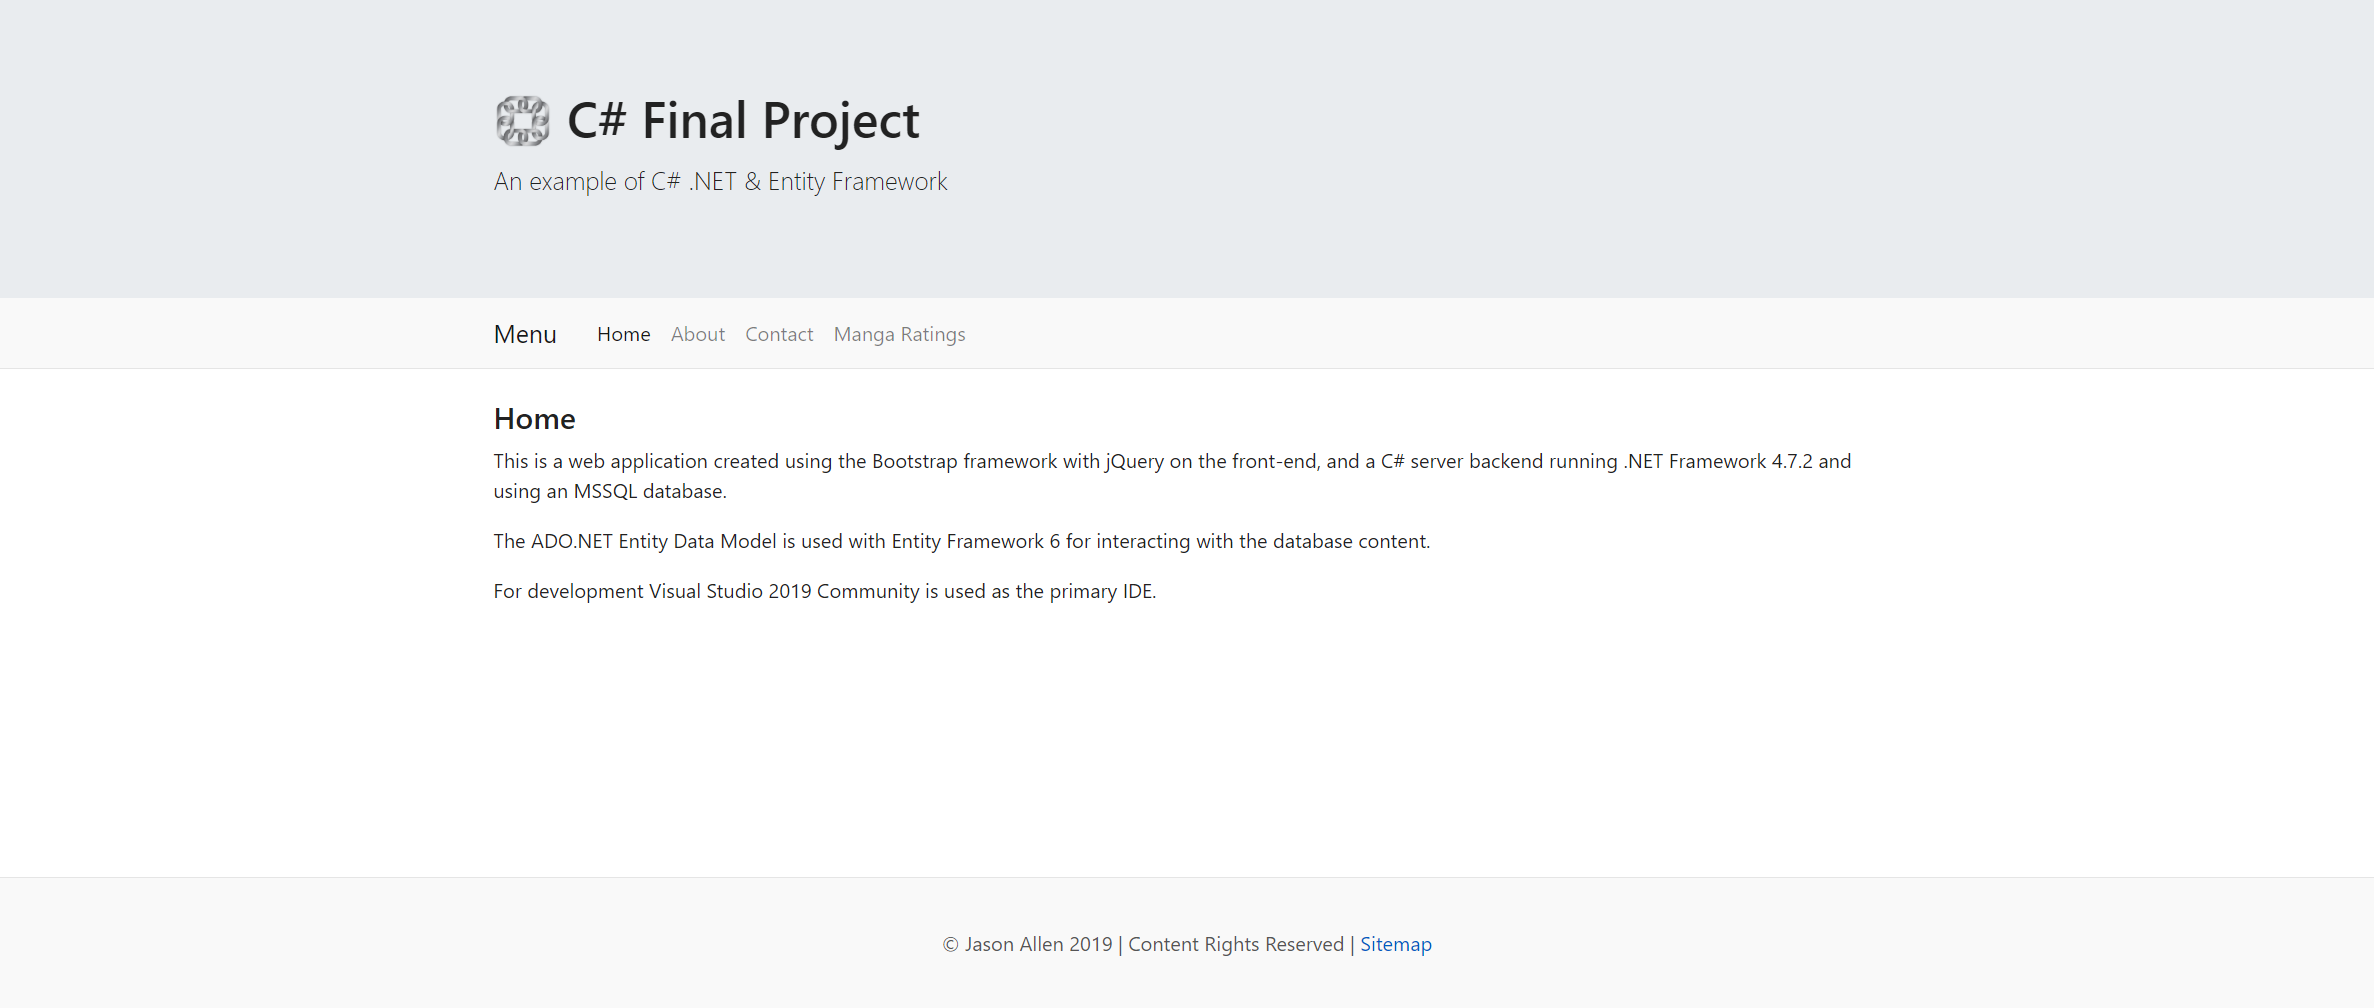 C# Final Project
An example of C# .NET & Entity Framework
Menu Home About Contact Manga Ratings
Home
This is a web application created using the Bootstrap framework with jQuery on the front-end, and a C# server backend running .NET Framework 4.7.2 and
using an MSSQL database.
The ADO.NET Entity Data Model is used with Entity Framework 6 for interacting with the database content.
For development Visual Studio 2019 Community is used as the primary IDE.
© Jason Allen 2019 | Content Rights Reserved | Sitemap